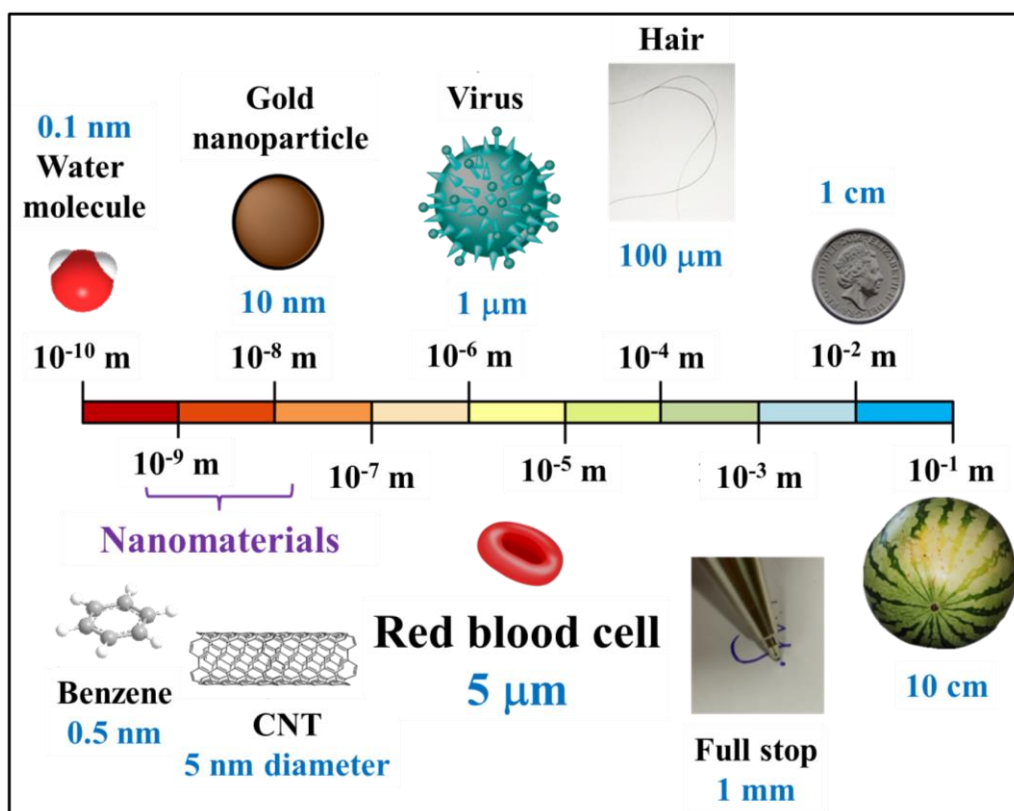 Hair
Gold
nanoparticle
Virus
0.1 nm
Water
molecule
1 cm
100 μm
10 nm
1 μm
10⁻¹⁰ m
10⁻⁸ m
10⁻⁶ m
10⁻⁴ m
10⁻² m
10⁻⁹ m
10⁻⁷ m
10⁻⁵ m
10⁻³ m
10⁻¹ m
Nanomaterials
Benzene
0.5 nm
CNT
5 nm diameter
Red blood cell
5 μm
Full stop
1 mm
10 cm